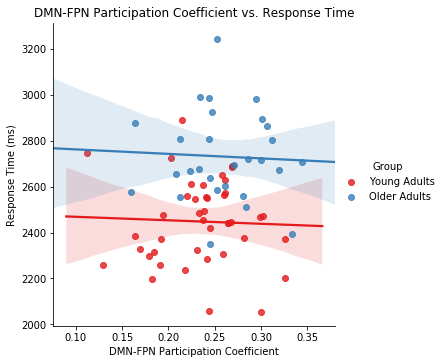 DMN-FPN Participation Coefficient vs. Response Time
3200
3000
2800
2600
2400
2200
2000
Response Time (ms)
0.10 0.15 0.20 0.25 0.30 0.35
DMN-FPN Participation Coefficient
Group
Young Adults
Older Adults